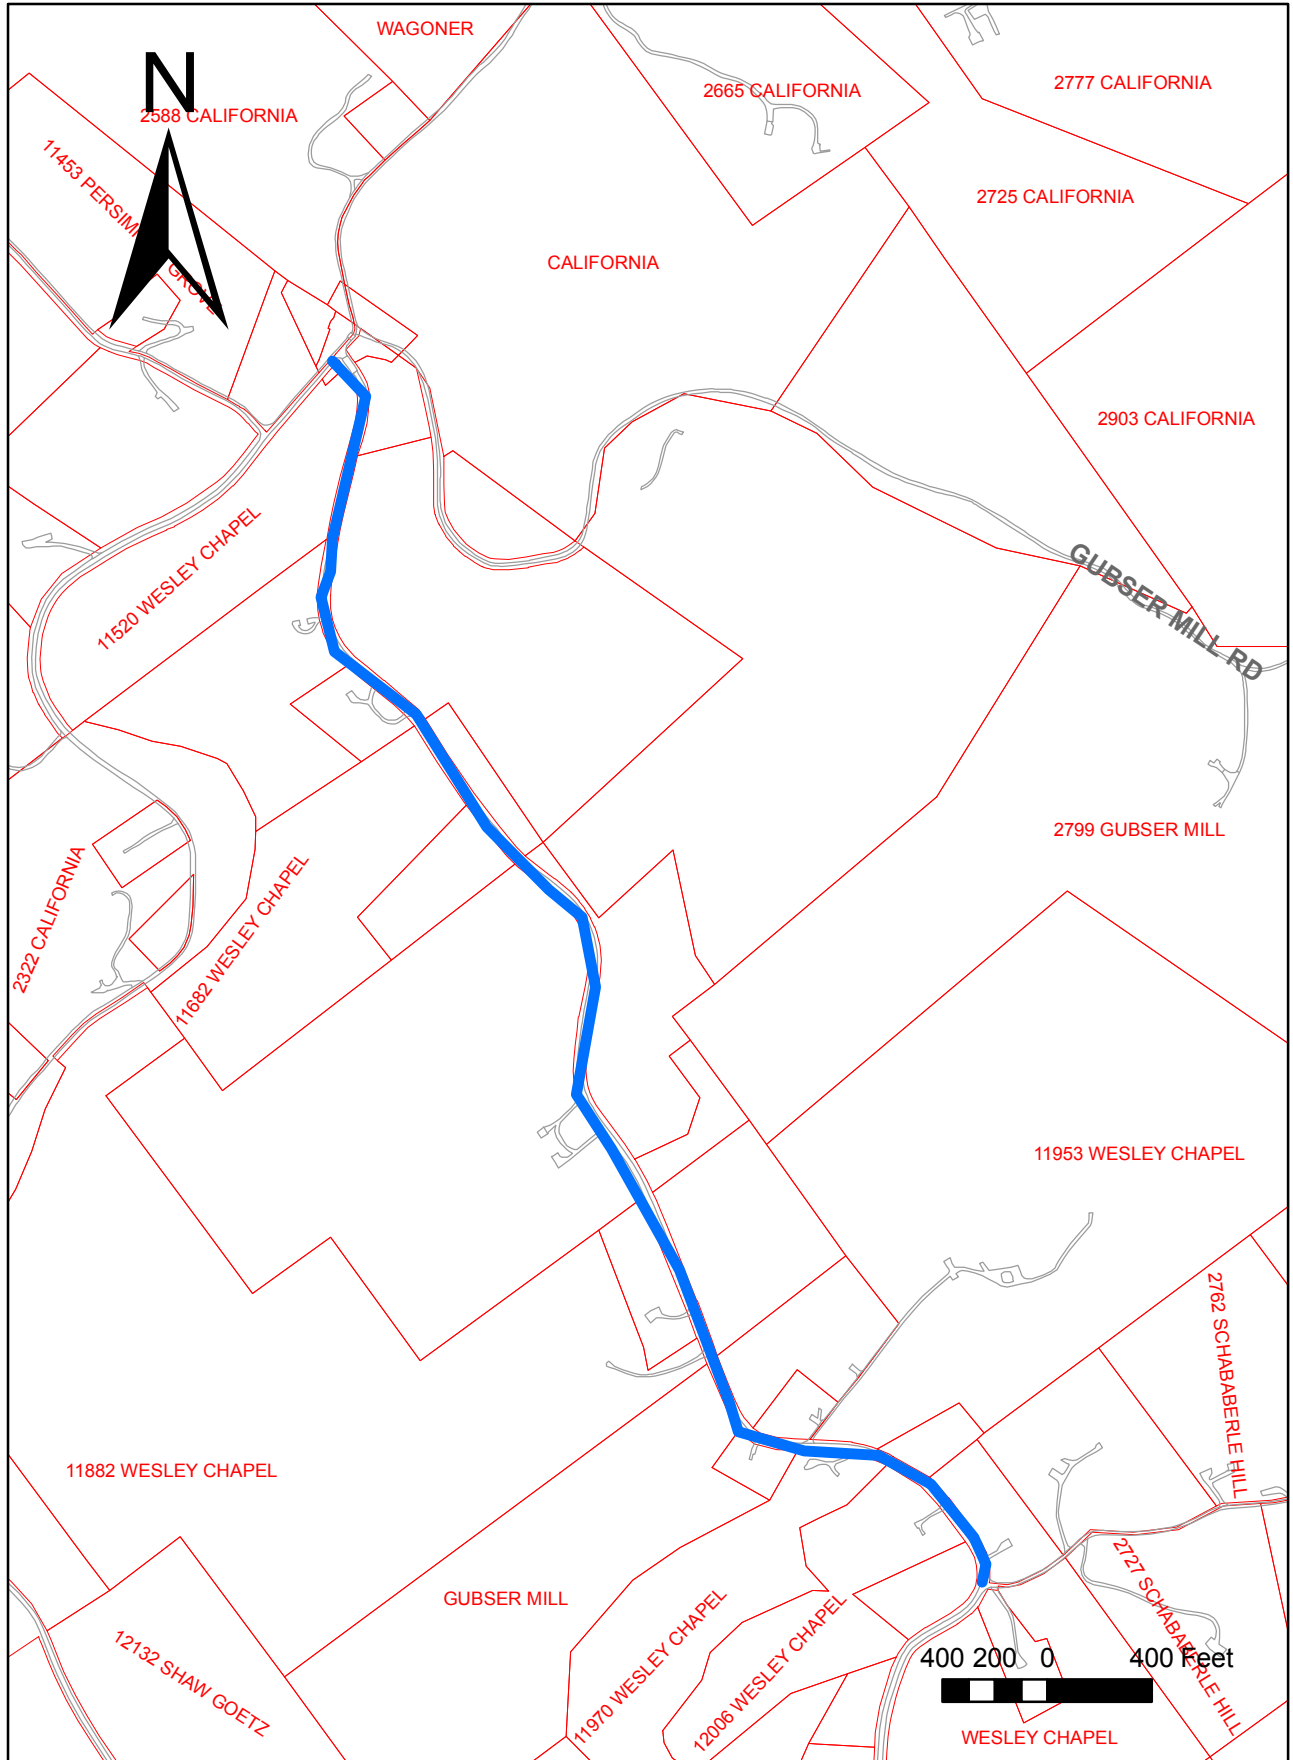 WAGONER
N
2588 CALIFORNIA
2665 CALIFORNIA
2777 CALIFORNIA
2725 CALIFORNIA
CALIFORNIA
GROVE
2903 CALIFORNIA
11520 WESLEY CHAPEL
GUBSER MILL RD
2799 GUBSER MILL
2322 CALIFORNIA
11682 WESLEY CHAPEL
11953 WESLEY CHAPEL
2762 SCHABABERLE HILL
11882 WESLEY CHAPEL
GUBSER MILL
11970 WESLEY CHAPEL
12006 WESLEY CHAPEL
2727 SCHABABERLE HILL
12132 SHAW GOETZ
400 200 0 400 Feet
WESLEY CHAPEL
11453